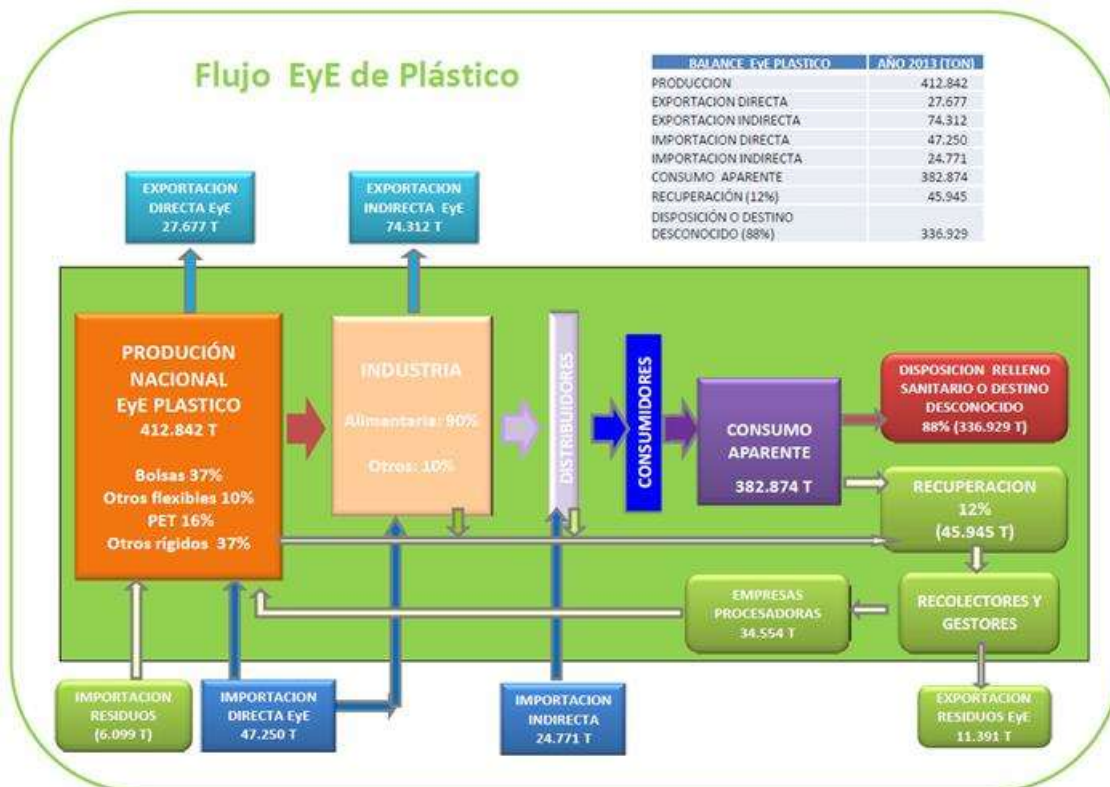 Flujo EyE de Plástico
BALANCE EyE PLASTICO AÑO 2013 (TON)
PRODUCCION 412.842
EXPORTACION DIRECTA 27.677
EXPORTACION INDIRECTA 74.312
IMPORTACION DIRECTA 47.250
IMPORTACION INDIRECTA 24.771
CONSUMO APARENTE 382.874
RECUPERACIÓN (12%) 45.945
DISPOSICIÓN O DESTINO
DESCONOCIDO (88%) 336.929
EXPORTACION
DIRECTA EyE
27.677 T
EXPORTACION
INDIRECTA EyE
74.312 T
PRODUCIÓN
NACIONAL
EyE PLASTICO
412.842 T
Bolsas 37%
Otros flexibles 10%
PET 16%
Otros rígidos 37%
INDUSTRIA
Alimentaria: 90%
Otros: 10%
DISTRIBUIDORES
CONSUMIDORES
CONSUMO
APARENTE
382.874 T
DISPOSICION RELLENO
SANITARIO O DESTINO
DESCONOCIDO
88% (336.929 T)
RECUPERACION
12%
(45.945 T)
RECOLECTORES Y
GESTORES
EMPRESAS
PROCESADORAS
34.554 T
IMPORTACION
RESIDUOS
(6.099 T)
IMPORTACION
DIRECTA EyE
47.250 T
IMPORTACION
INDIRECTA
24.771 T
EXPORTACION
RESIDUOS EyE
11.391 T